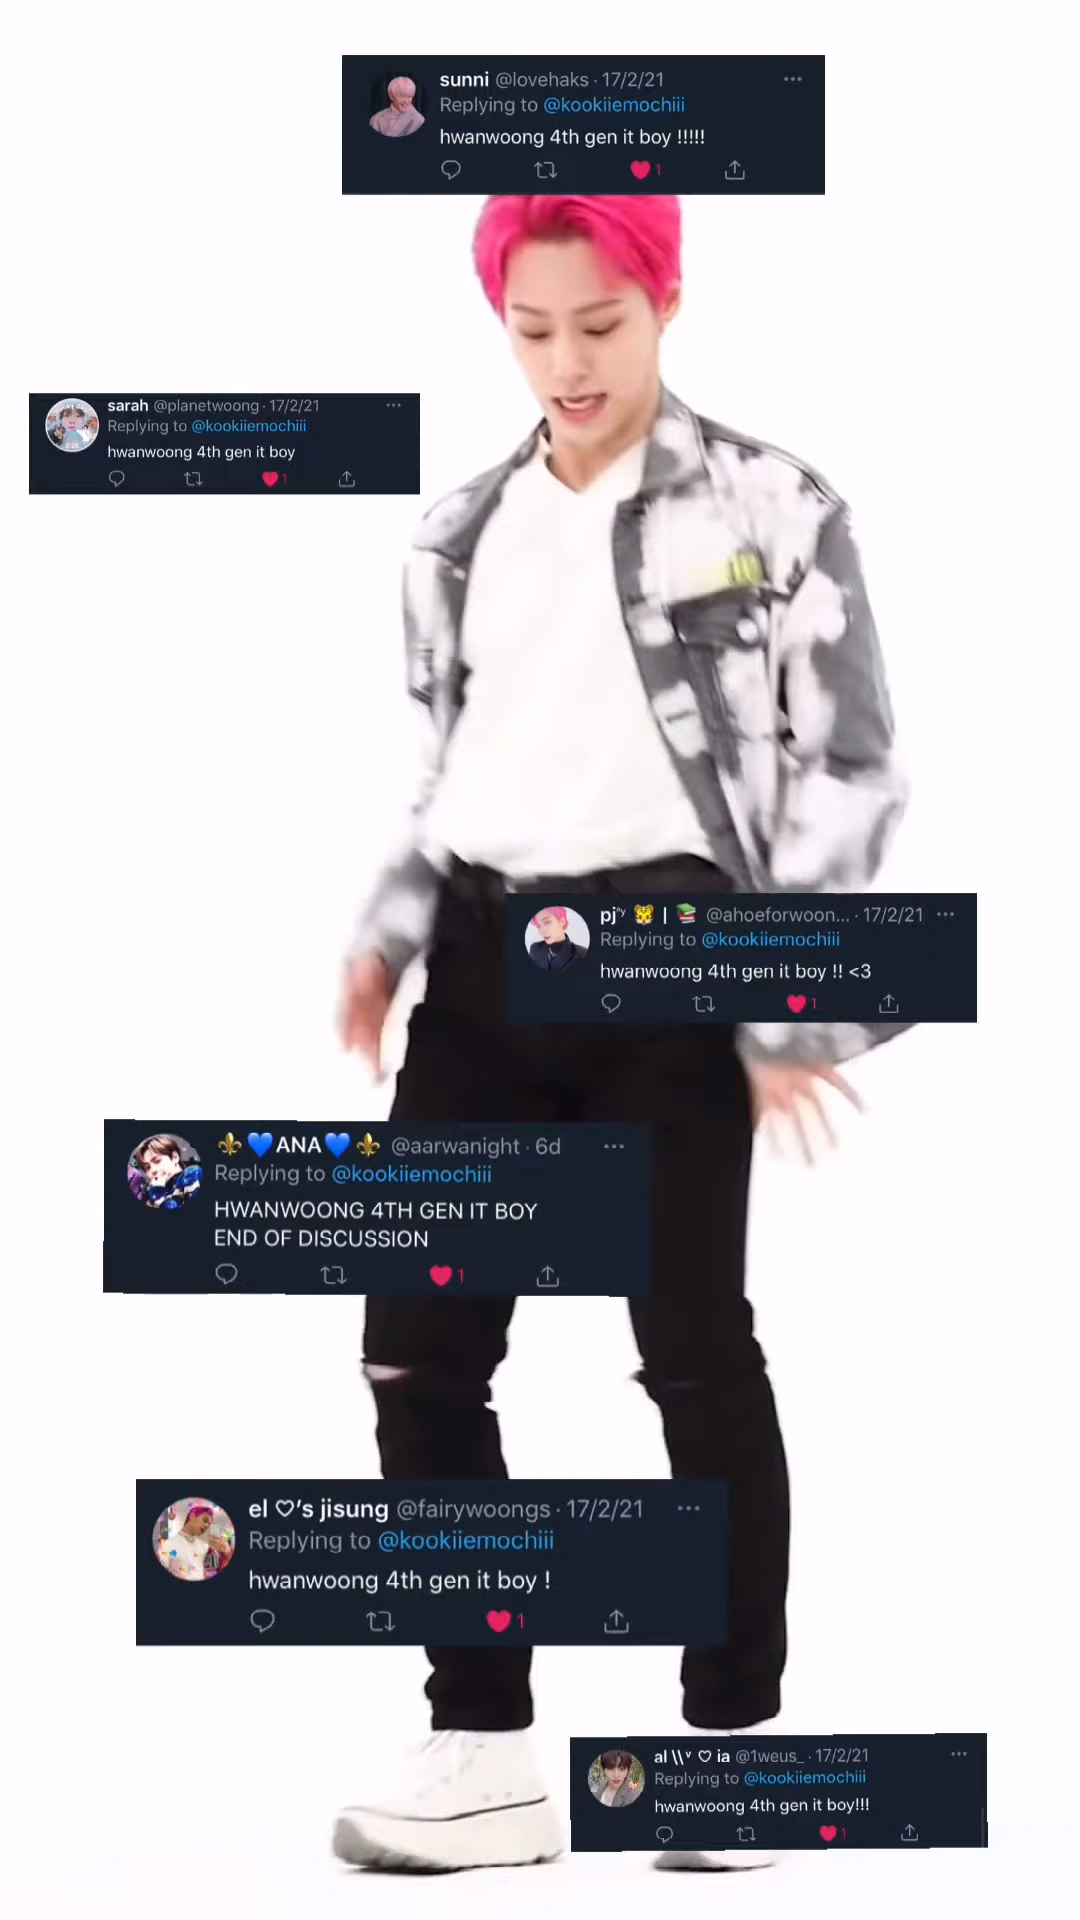 sunni @lovehaks · 17/2/21
Replying to @kookiiemochiii
hwanwoong 4th gen it boy !!!!!
1
sarah @planetwoong · 17/2/21
Replying to @kookiiemochiii
hwanwoong 4th gen it boy
1
pj 🐯 | 📚 @ahoeforwoon... · 17/2/21
Replying to @kookiiemochiii
hwanwoong 4th gen it boy !! <3
1
⚜️💙ANA💙⚜️ @aarwanight · 6d
Replying to @kookiiemochiii
HWANWOONG 4TH GEN IT BOY
END OF DISCUSSION
1
el ♡'s jisung @fairywoongs · 17/2/21
Replying to @kookiiemochiii
hwanwoong 4th gen it boy !
1
al \\ᵛ ♡ ia @1weus_ · 17/2/21
Replying to @kookiiemochiii
hwanwoong 4th gen it boy!!!
1